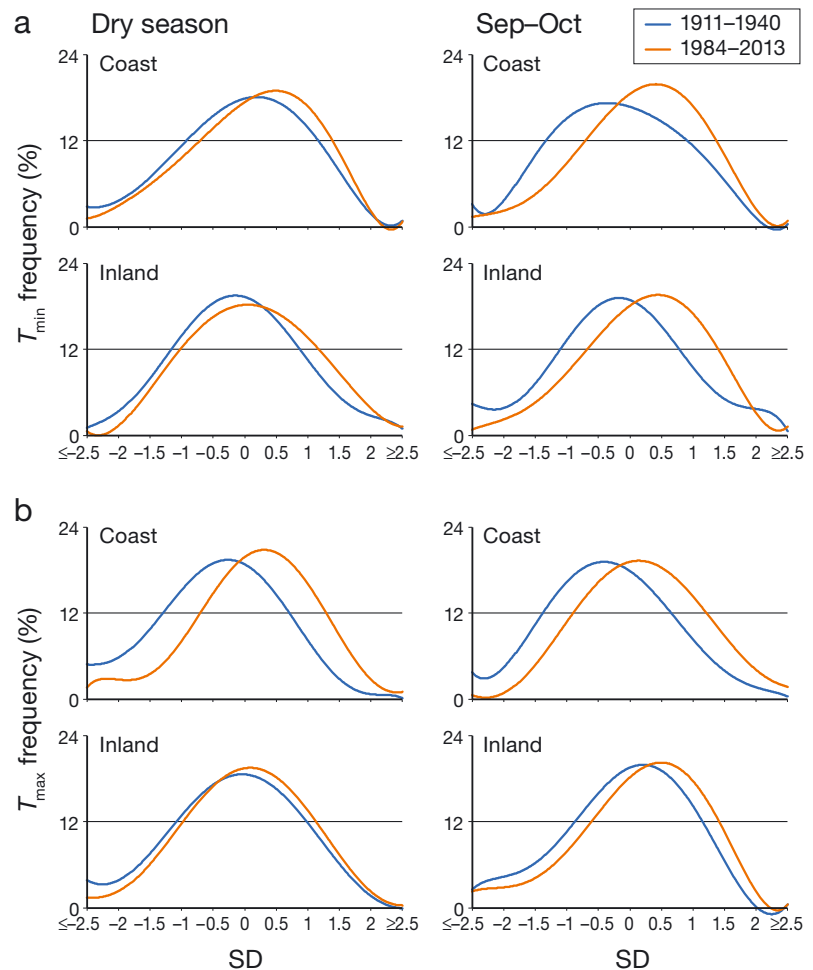 a Dry season Sep–Oct
1911–1940
1984–2013
24 Coast 24 Coast
12 12
0 0
24 Inland 24 Inland
12 12
0 0
≤–2.5 –2 –1.5 –1 –0.5 0 0.5 1 1.5 2 ≥2.5 ≤–2.5 –2 –1.5 –1 –0.5 0 0.5 1 1.5 2 ≥2.5
Tmin frequency (%)
b
24 Coast 24 Coast
12 12
0 0
24 Inland 24 Inland
12 12
0 0
≤–2.5 –2 –1.5 –1 –0.5 0 0.5 1 1.5 2 ≥2.5 ≤–2.5 –2 –1.5 –1 –0.5 0 0.5 1 1.5 2 ≥2.5
Tmax frequency (%)
SD SD